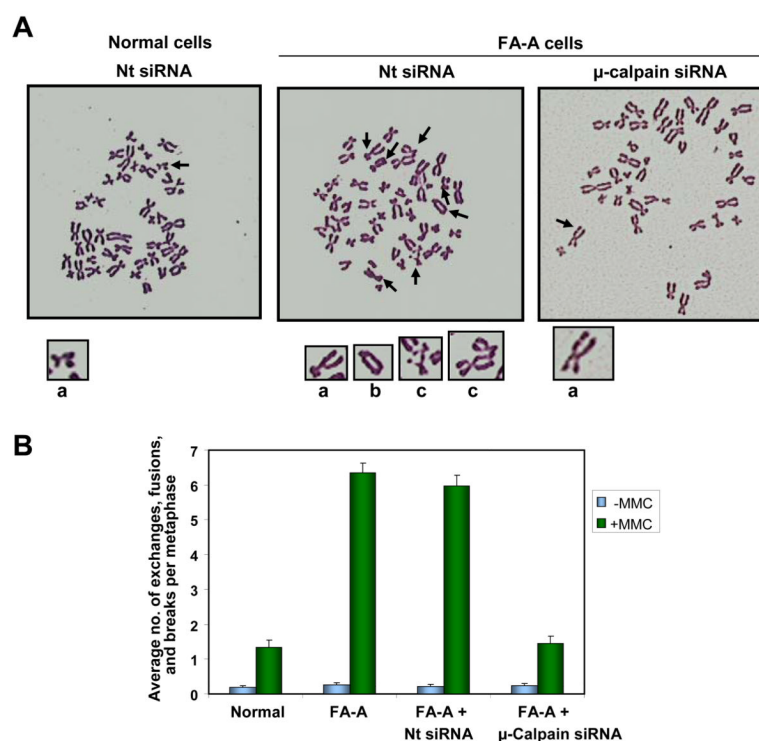 A
Normal cells
FA-A cells
Nt siRNA
Nt siRNA
µ-calpain siRNA
a
a
b
c
c
a
B
Average no. of exchanges, fusions,
and breaks per metaphase
7
6
5
4
3
2
1
0
-MMC
+MMC
Normal
FA-A
FA-A +
Nt siRNA
FA-A +
µ-Calpain siRNA